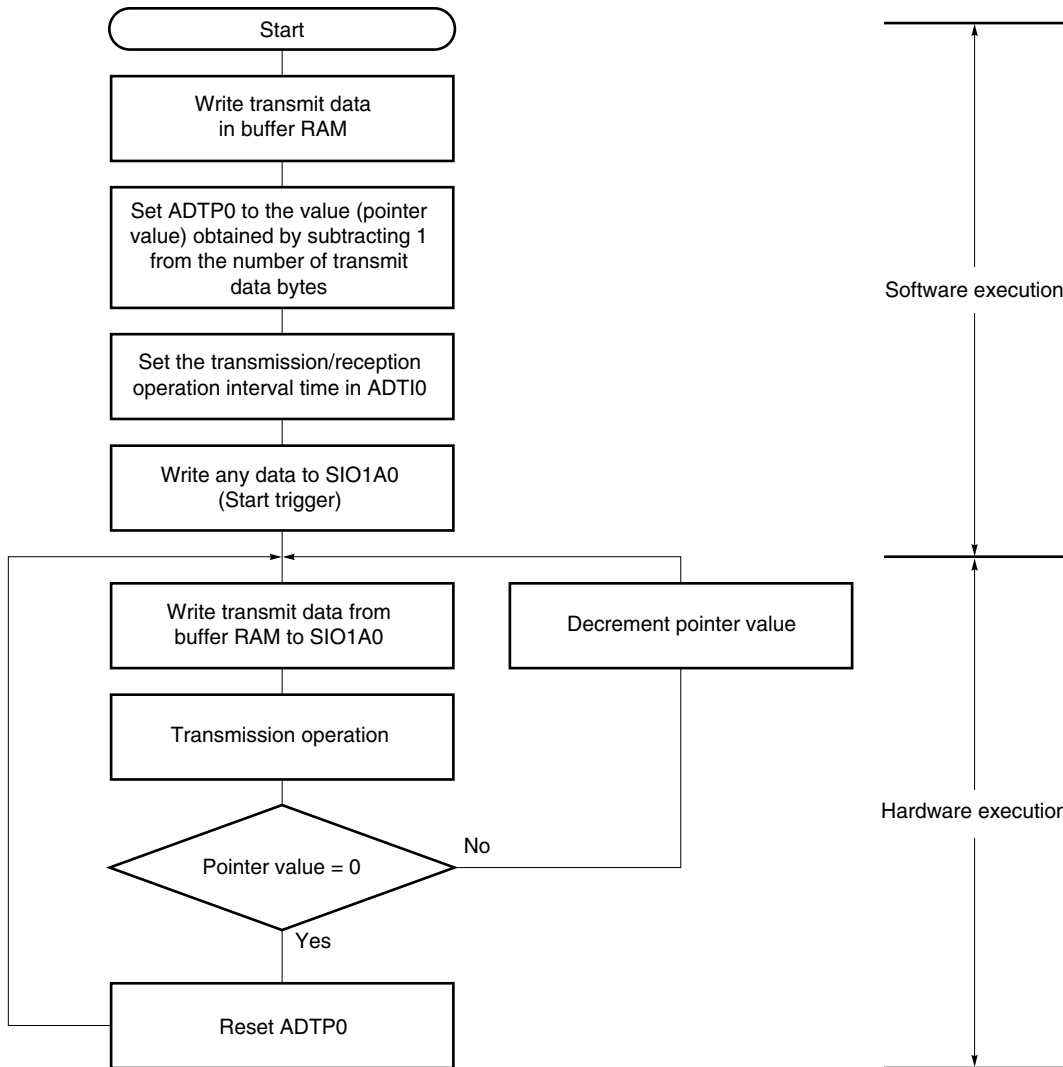 Start
Write transmit data
in buffer RAM
Set ADTP0 to the value (pointer
value) obtained by subtracting 1
from the number of transmit
data bytes
Software execution
Set the transmission/reception
operation interval time in ADTI0
Write any data to SIO1A0
(Start trigger)
Write transmit data from
buffer RAM to SIO1A0
Decrement pointer value
Transmission operation
Hardware execution
Pointer value = 0
No
Yes
Reset ADTP0